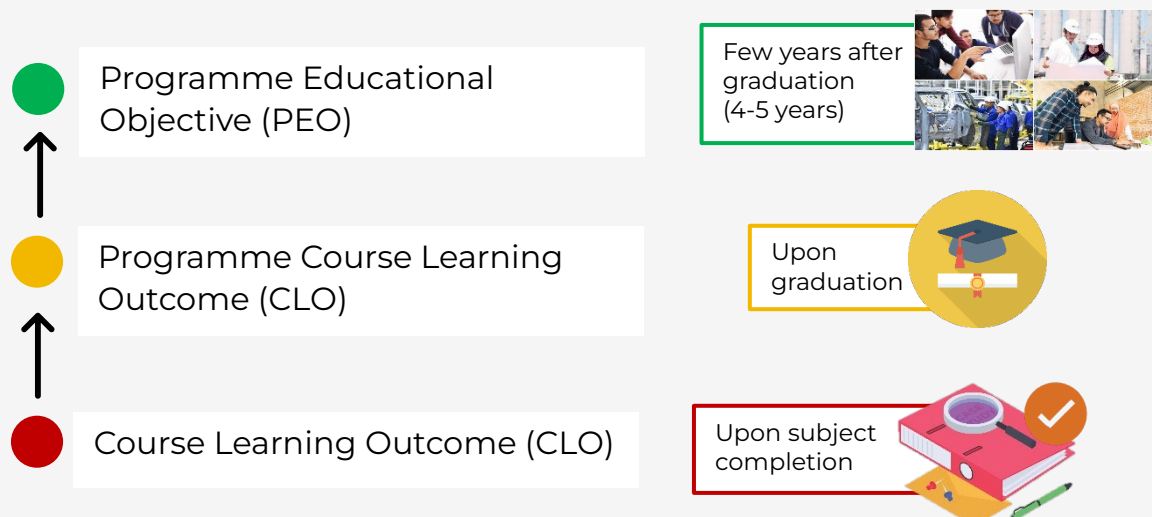 Programme Educational
Objective (PEO)
Few years after
graduation
(4-5 years)
Programme Course Learning
Outcome (CLO)
Upon
graduation
Course Learning Outcome (CLO)
Upon subject
completion